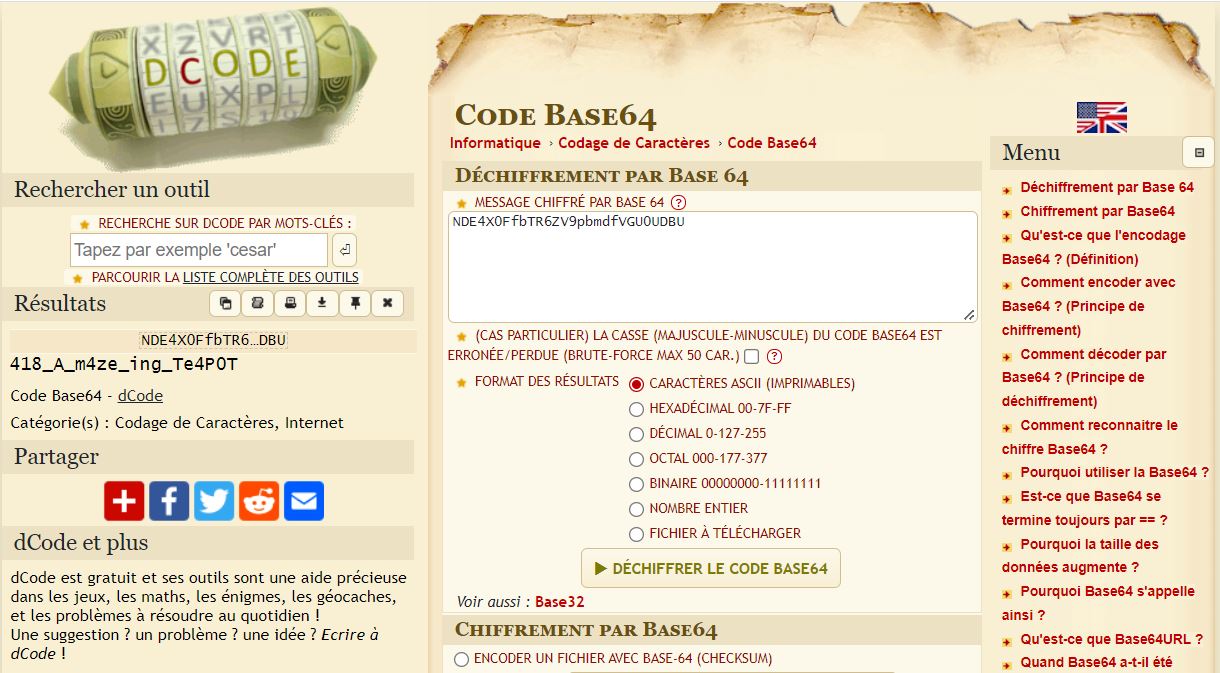 X Z V R T
D C O D E
E U X P L
Rechercher un outil
RECHERCHE SUR DCODE PAR MOTS-CLÉS :
Tapez par exemple 'cesar'
PARCOURIR LA LISTE COMPLÈTE DES OUTILS
Résultats
NDE4X0FfbTR6…DBU
418_A_m4ze_ing_Te4P0T
Code Base64 - dCode
Catégorie(s) : Codage de Caractères, Internet
Partager
dCode et plus
dCode est gratuit et ses outils sont une aide précieuse
dans les jeux, les maths, les énigmes, les géocaches,
et les problèmes à résoudre au quotidien !
Une suggestion ? un problème ? une idée ? Ecrire à
dCode !
Code Base64
Informatique › Codage de Caractères › Code Base64
Déchiffrement par Base 64
MESSAGE CHIFFRÉ PAR BASE 64 ?
NDE4X0FfbTR6ZV9pbmdfVGU0UDBU
(CAS PARTICULIER) LA CASSE (MAJUSCULE-MINUSCULE) DU CODE BASE64 EST
ERRONÉE/PERDUE (BRUTE-FORCE MAX 50 CAR.) ?
FORMAT DES RÉSULTATS
CARACTÈRES ASCII (IMPRIMABLES)
HEXADÉCIMAL 00-7F-FF
DÉCIMAL 0-127-255
OCTAL 000-177-377
BINAIRE 00000000-11111111
NOMBRE ENTIER
FICHIER À TÉLÉCHARGER
▶ DÉCHIFFRER LE CODE BASE64
Voir aussi : Base32
Chiffrement par Base64
ENCODER UN FICHIER AVEC BASE-64 (CHECKSUM)
Menu
Déchiffrement par Base 64
Chiffrement par Base64
Qu'est-ce que l'encodage
Base64 ? (Définition)
Comment encoder avec
Base64 ? (Principe de
chiffrement)
Comment décoder par
Base64 ? (Principe de
déchiffrement)
Comment reconnaitre le
chiffre Base64 ?
Pourquoi utiliser la Base64 ?
Est-ce que Base64 se
termine toujours par == ?
Pourquoi la taille des
données augmente ?
Pourquoi Base64 s'appelle
ainsi ?
Qu'est-ce que Base64URL ?
Quand Base64 a-t-il été